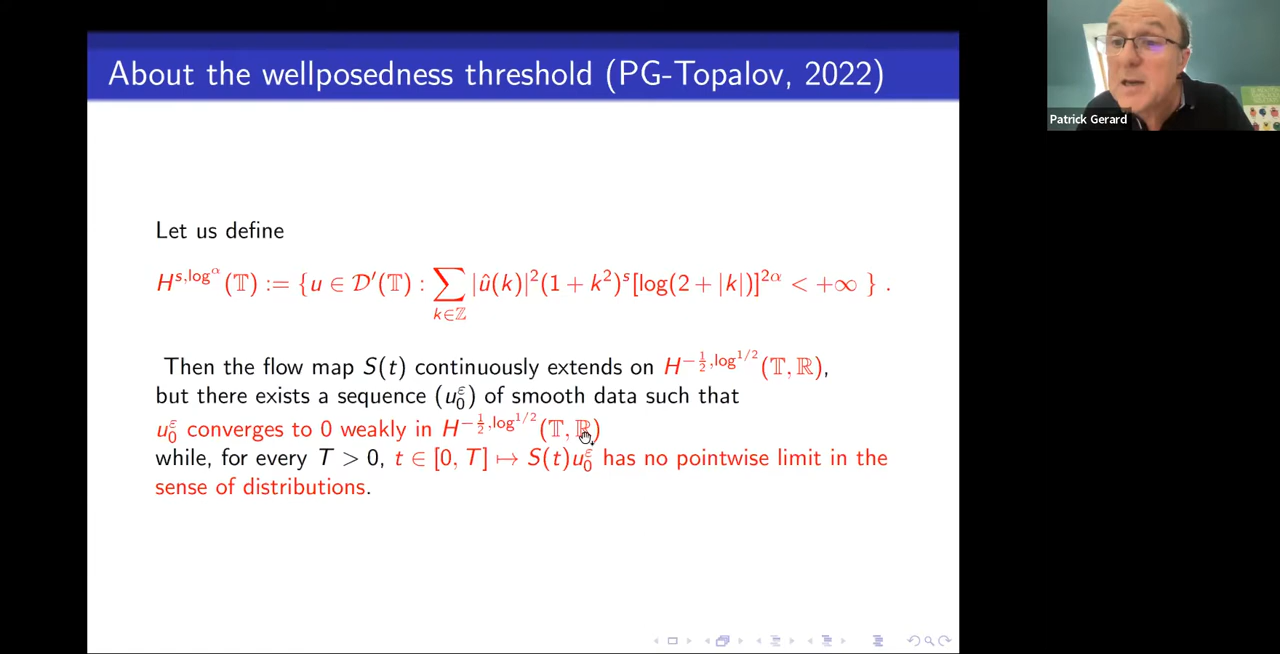 About the wellposedness threshold (PG-Topalov, 2022)
Patrick Gerard
Let us define
H^{s,log^α}(𝕋) := {u ∈ 𝒟′(𝕋) : ∑_{k∈ℤ} |û(k)|²(1 + k²)^s[log(2 + |k|)]^{2α} < +∞ } .
Then the flow map S(t) continuously extends on H^{-1/2,log^{1/2}}(𝕋, ℝ),
but there exists a sequence (u₀^ε) of smooth data such that
u₀^ε converges to 0 weakly in H^{-1/2,log^{1/2}}(𝕋, ℝ)
while, for every T > 0, t ∈ [0, T] ↦ S(t)u₀^ε has no pointwise limit in the
sense of distributions.